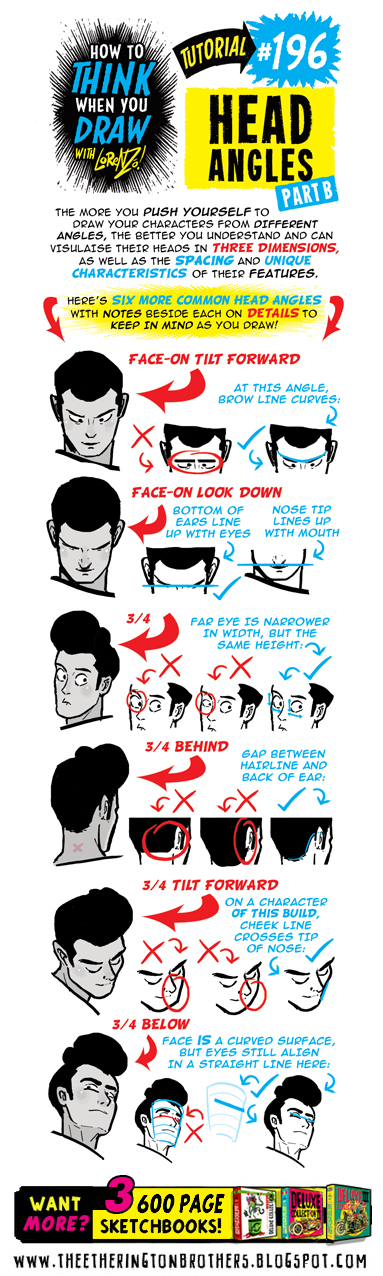 HOW TO
THINK
WHEN YOU
DRAW
WITH LORENZO!
TUTORIAL
#196
HEAD
ANGLES
PART B
THE MORE YOU PUSH YOURSELF TO
DRAW YOUR CHARACTERS FROM DIFFERENT
ANGLES, THE BETTER YOU UNDERSTAND AND CAN
VISULAISE THEIR HEADS IN THREE DIMENSIONS,
AS WELL AS THE SPACING AND UNIQUE
CHARACTERISTICS OF THEIR FEATURES.
HERE'S SIX MORE COMMON HEAD ANGLES
WITH NOTES BESIDE EACH ON DETAILS TO
KEEP IN MIND AS YOU DRAW!
FACE-ON TILT FORWARD
AT THIS ANGLE,
BROW LINE CURVES:
FACE-ON LOOK DOWN
BOTTOM OF
EARS LINE
UP WITH EYES
NOSE TIP
LINES UP
WITH MOUTH
3/4
FAR EYE IS NARROWER
IN WIDTH, BUT THE
SAME HEIGHT:
3/4 BEHIND
GAP BETWEEN
HAIRLINE AND
BACK OF EAR:
3/4 TILT FORWARD
ON A CHARACTER
OF THIS BUILD,
CHEEK LINE
CROSSES TIP
OF NOSE:
3/4 BELOW
FACE IS A CURVED SURFACE,
BUT EYES STILL ALIGN
IN A STRAIGHT LINE HERE:
WANT
MORE?
3 600 PAGE
SKETCHBOOKS!
DELUXE
WWW.THEETHERINGTONBROTHERS.BLOGSPOT.COM